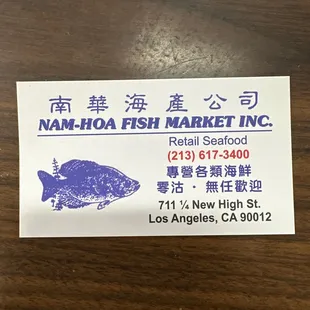 南華海產公司
NAM-HOA FISH MARKET INC.
Retail Seafood
(213) 617-3400
專營各類海鮮
零沽．無任歡迎
711 ¼ New High St.
Los Angeles, CA 90012